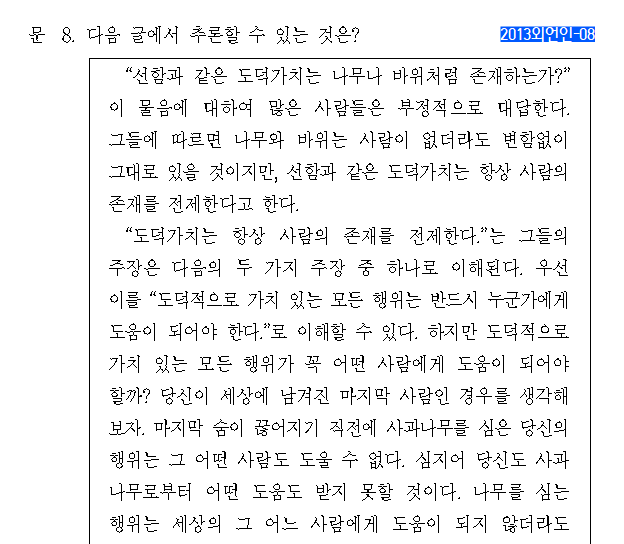 문 8. 다음 글에서 추론할 수 있는 것은? 2013외언인-08
“선함과 같은 도덕가치는 나무나 바위처럼 존재하는가?”
이 물음에 대하여 많은 사람들은 부정적으로 대답한다.
그들에 따르면 나무와 바위는 사람이 없더라도 변함없이
그대로 있을 것이지만, 선함과 같은 도덕가치는 항상 사람의
존재를 전제한다고 한다.
“도덕가치는 항상 사람의 존재를 전제한다.”는 그들의
주장은 다음의 두 가지 주장 중 하나로 이해된다. 우선
이를 “도덕적으로 가치 있는 모든 행위는 반드시 누군가에게
도움이 되어야 한다.”로 이해할 수 있다. 하지만 도덕적으로
가치 있는 모든 행위가 꼭 어떤 사람에게 도움이 되어야
할까? 당신이 세상에 남겨진 마지막 사람인 경우를 생각해
보자. 마지막 숨이 끊어지기 직전에 사과나무를 심은 당신의
행위는 그 어떤 사람도 도울 수 없다. 심지어 당신도 사과
나무로부터 어떤 도움도 받지 못할 것이다. 나무를 심는
행위는 세상의 그 어느 사람에게 도움이 되지 않더라도